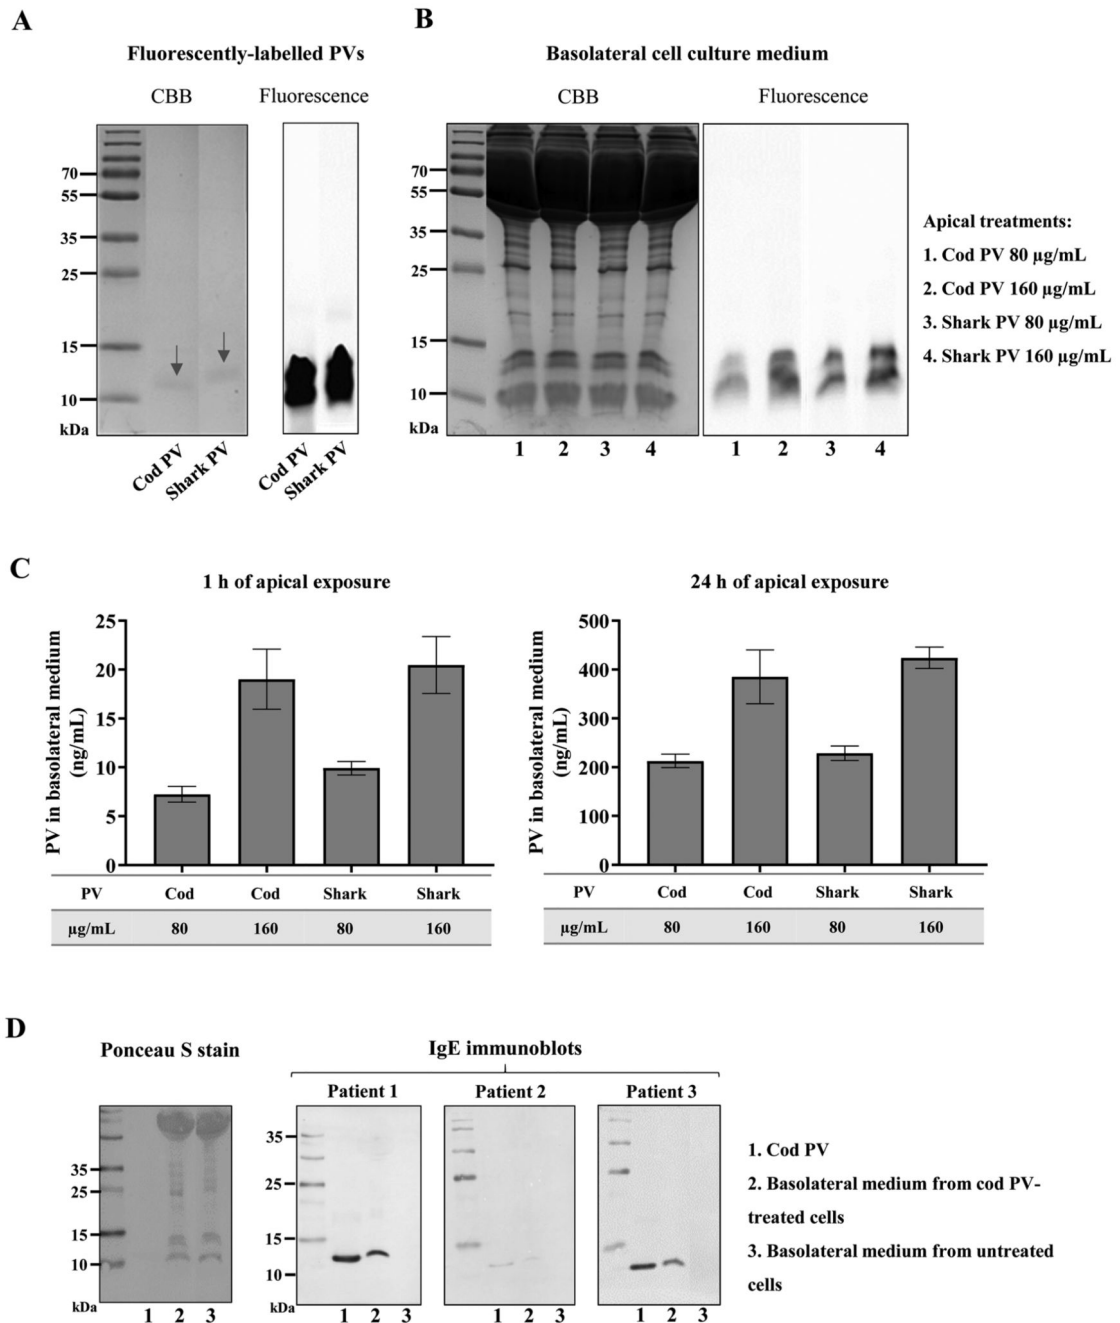 A
B
Fluorescently-labelled PVs
Basolateral cell culture medium
CBB
Fluorescence
CBB
Fluorescence
70
55
35
25
15
10
kDa
Cod PV
Shark PV
Cod PV
Shark PV
70
55
35
25
15
10
kDa
1 2 3 4
1 2 3 4
Apical treatments:
1. Cod PV 80 µg/mL
2. Cod PV 160 µg/mL
3. Shark PV 80 µg/mL
4. Shark PV 160 µg/mL
C
1 h of apical exposure
PV in basolateral medium
(ng/mL)
25
20
15
10
5
0
PV Cod Cod Shark Shark
µg/mL 80 160 80 160
24 h of apical exposure
PV in basolateral medium
(ng/mL)
500
400
300
200
100
0
PV Cod Cod Shark Shark
µg/mL 80 160 80 160
D
Ponceau S stain
IgE immunoblots
Patient 1
Patient 2
Patient 3
35
25
15
10
kDa
1 2 3
35
25
15
10
kDa
1 2 3
1 2 3
1 2 3
1. Cod PV
2. Basolateral medium from cod PV-
treated cells
3. Basolateral medium from untreated
cells